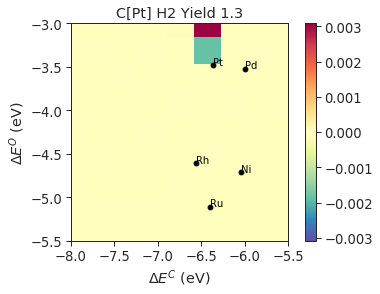 C[Pt] H2 Yield 1.3
−3.0
−3.5
−4.0
−4.5
−5.0
−5.5
ΔE^O (eV)
Pt
Pd
Rh
Ni
Ru
−8.0 −7.5 −7.0 −6.5 −6.0 −5.5
ΔE^C (eV)
0.003
0.002
0.001
0.000
−0.001
−0.002
−0.003